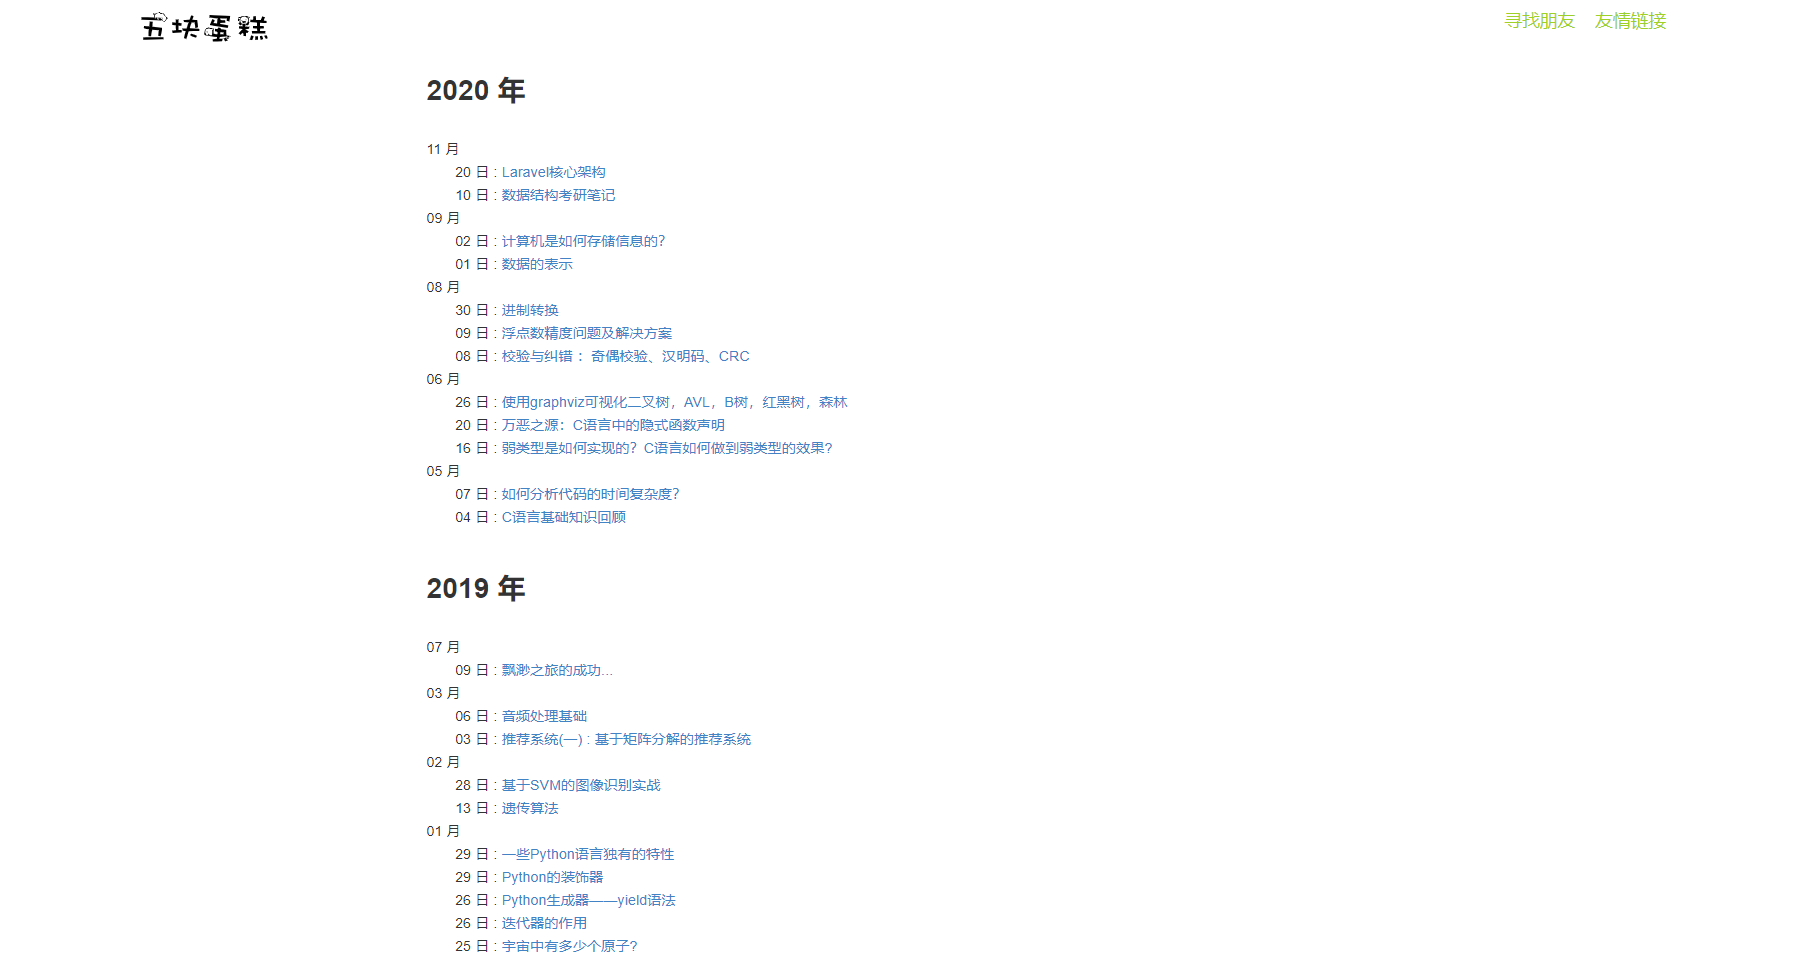 五块蛋糕
寻找朋友 友情链接
2020 年
11 月
20 日 : Laravel核心架构
10 日 : 数据结构考研笔记
09 月
02 日 : 计算机是如何存储信息的？
01 日 : 数据的表示
08 月
30 日 : 进制转换
09 日 : 浮点数精度问题及解决方案
08 日 : 校验与纠错 ：奇偶校验、汉明码、CRC
06 月
26 日 : 使用graphviz可视化二叉树，AVL，B树，红黑树，森林
20 日 : 万恶之源：C语言中的隐式函数声明
16 日 : 弱类型是如何实现的？C语言如何做到弱类型的效果？
05 月
07 日 : 如何分析代码的时间复杂度？
04 日 : C语言基础知识回顾
2019 年
07 月
09 日 : 飘渺之旅的成功...
03 月
06 日 : 音频处理基础
03 日 : 推荐系统(一) : 基于矩阵分解的推荐系统
02 月
28 日 : 基于SVM的图像识别实战
13 日 : 遗传算法
01 月
29 日 : 一些Python语言独有的特性
29 日 : Python的装饰器
26 日 : Python生成器——yield语法
26 日 : 迭代器的作用
25 日 : 宇宙中有多少个原子?